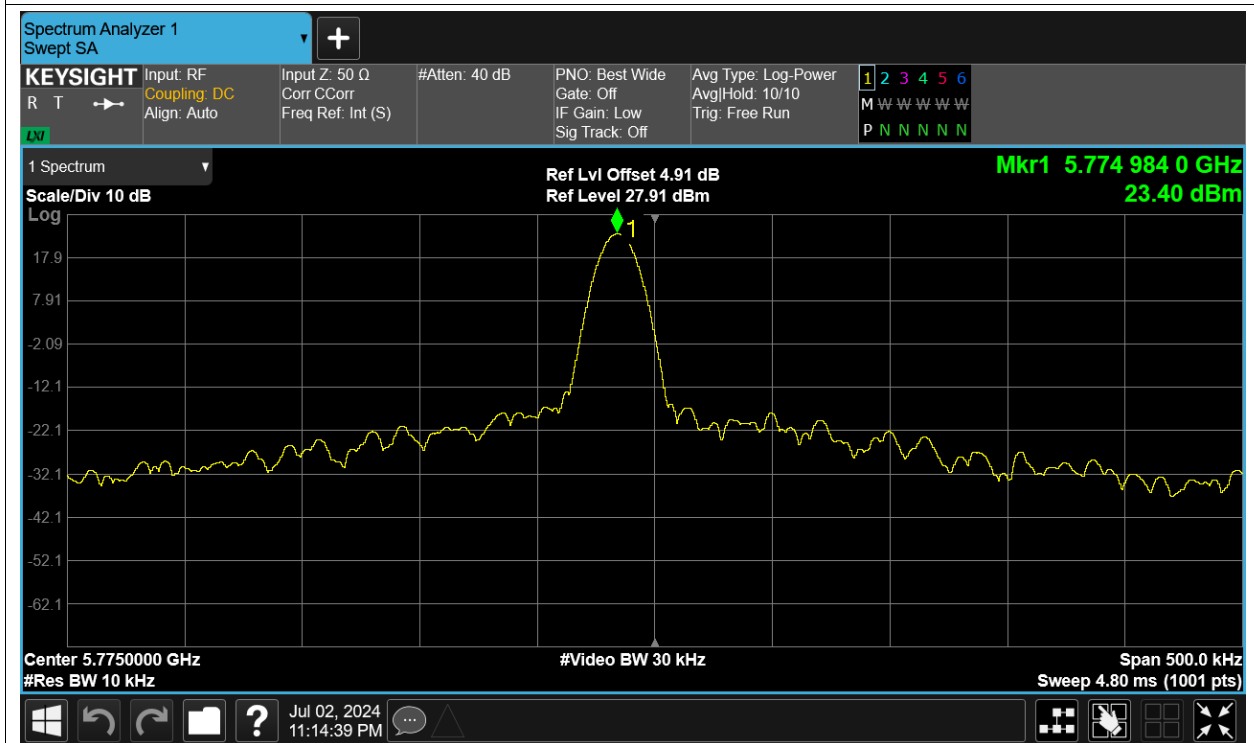 Spectrum Analyzer 1
Swept SA
+
KEYSIGHT
R T
LXI
Input: RF
Coupling: DC
Align: Auto
Input Z: 50 Ω
Corr CCorr
Freq Ref: Int (S)
#Atten: 40 dB
PNO: Best Wide
Gate: Off
IF Gain: Low
Sig Track: Off
Avg Type: Log-Power
Avg|Hold: 10/10
Trig: Free Run
1 2 3 4 5 6
M W W W W W
P N N N N N
1 Spectrum
Scale/Div 10 dB
Log
Ref Lvl Offset 4.91 dB
Ref Level 27.91 dBm
Mkr1 5.774 984 0 GHz
23.40 dBm
1
17.9
7.91
-2.09
-12.1
-22.1
-32.1
-42.1
-52.1
-62.1
Center 5.7750000 GHz
#Res BW 10 kHz
#Video BW 30 kHz
Span 500.0 kHz
Sweep 4.80 ms (1001 pts)
?
Jul 02, 2024
11:14:39 PM